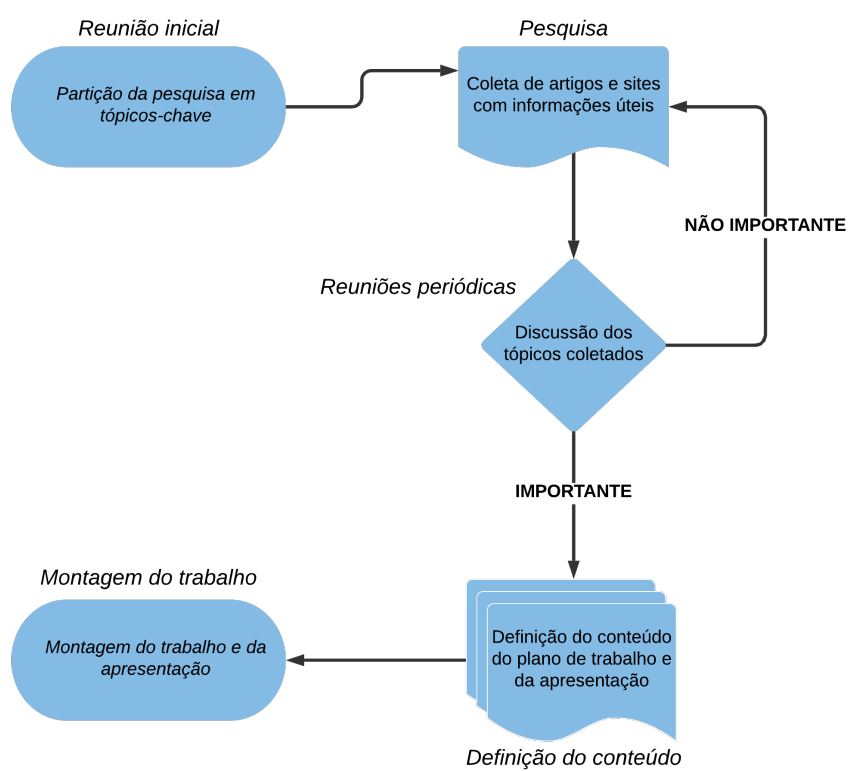 Reunião inicial
Partição da pesquisa em
tópicos-chave
Pesquisa
Coleta de artigos e sites
com informações úteis
NÃO IMPORTANTE
Reuniões periódicas
Discussão dos
tópicos coletados
IMPORTANTE
Definição do conteúdo
do plano de trabalho e
da apresentação
Definição do conteúdo
Montagem do trabalho
Montagem do trabalho e da
apresentação